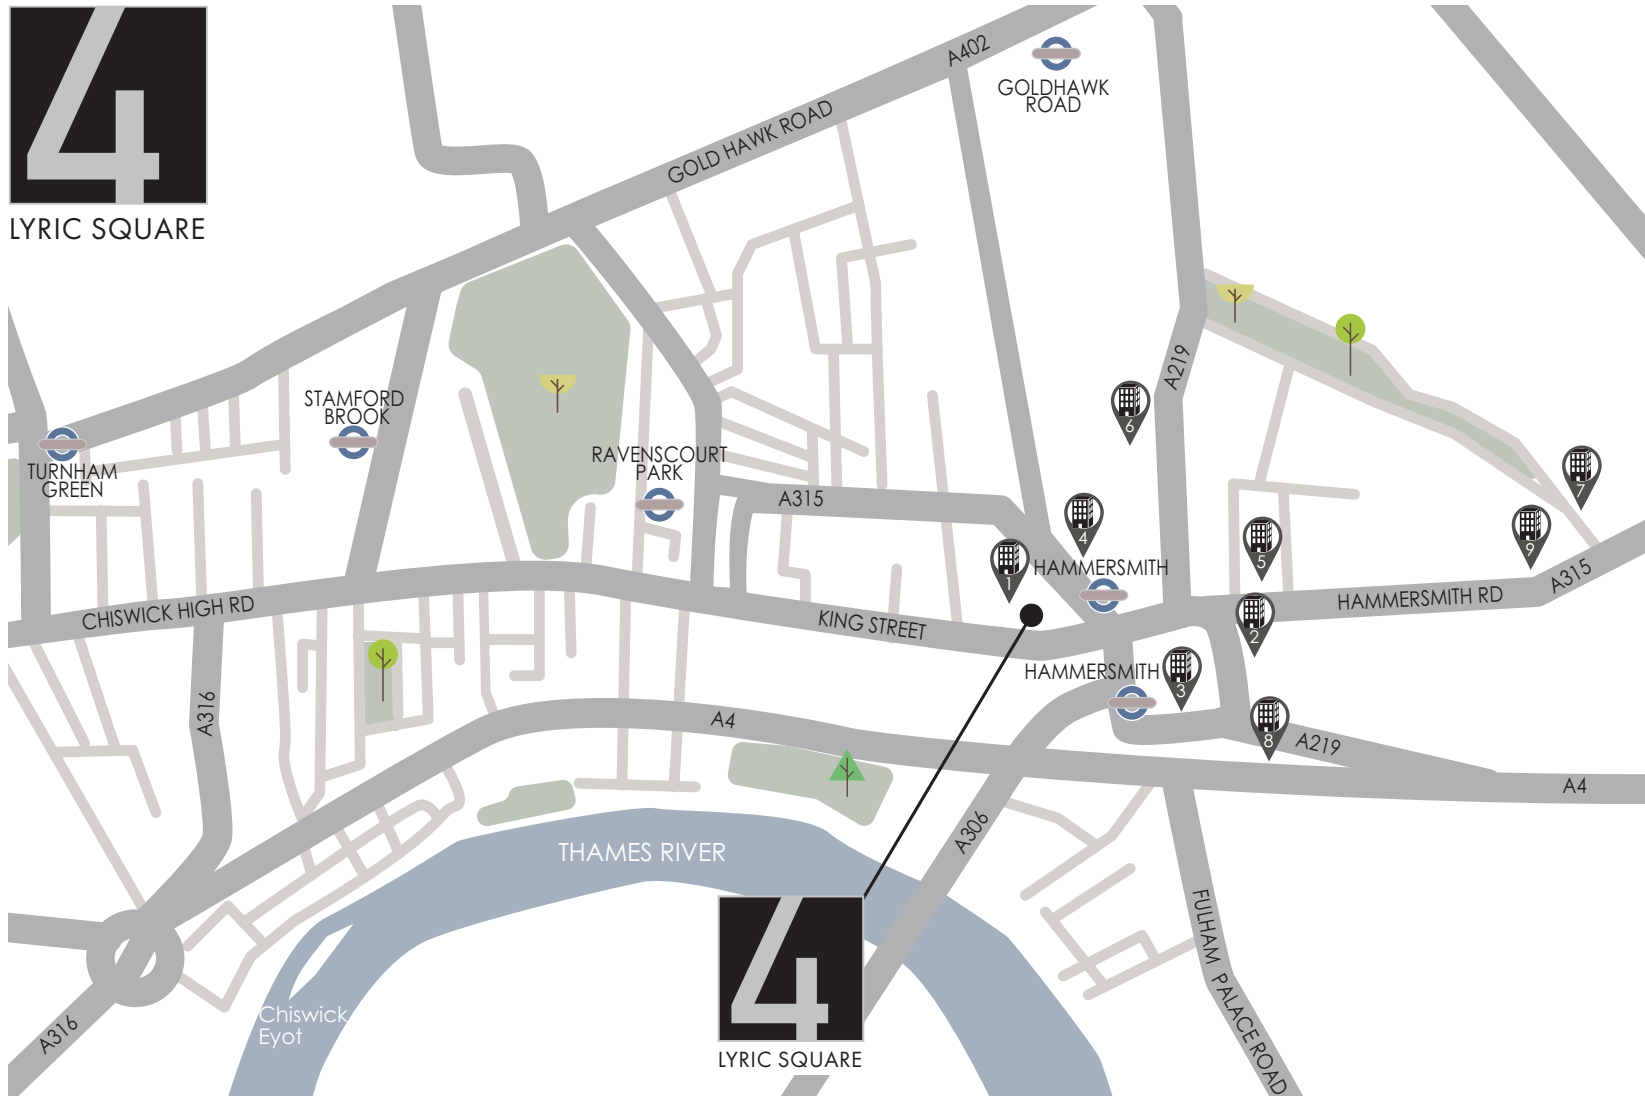 4
LYRIC SQUARE
A402
GOLDHAWK
ROAD
GOLD HAWK ROAD
A219
STAMFORD
BROOK
TURNHAM
GREEN
RAVENSCOURT
PARK
A315
6
7
4
5
9
1
HAMMERSMITH
A315
HAMMERSMITH RD
CHISWICK HIGH RD
KING STREET
2
HAMMERSMITH
3
A316
A4
8
A219
A4
A306
THAMES RIVER
4
LYRIC SQUARE
FULHAM PALACE ROAD
Chiswick
Eyot
A316